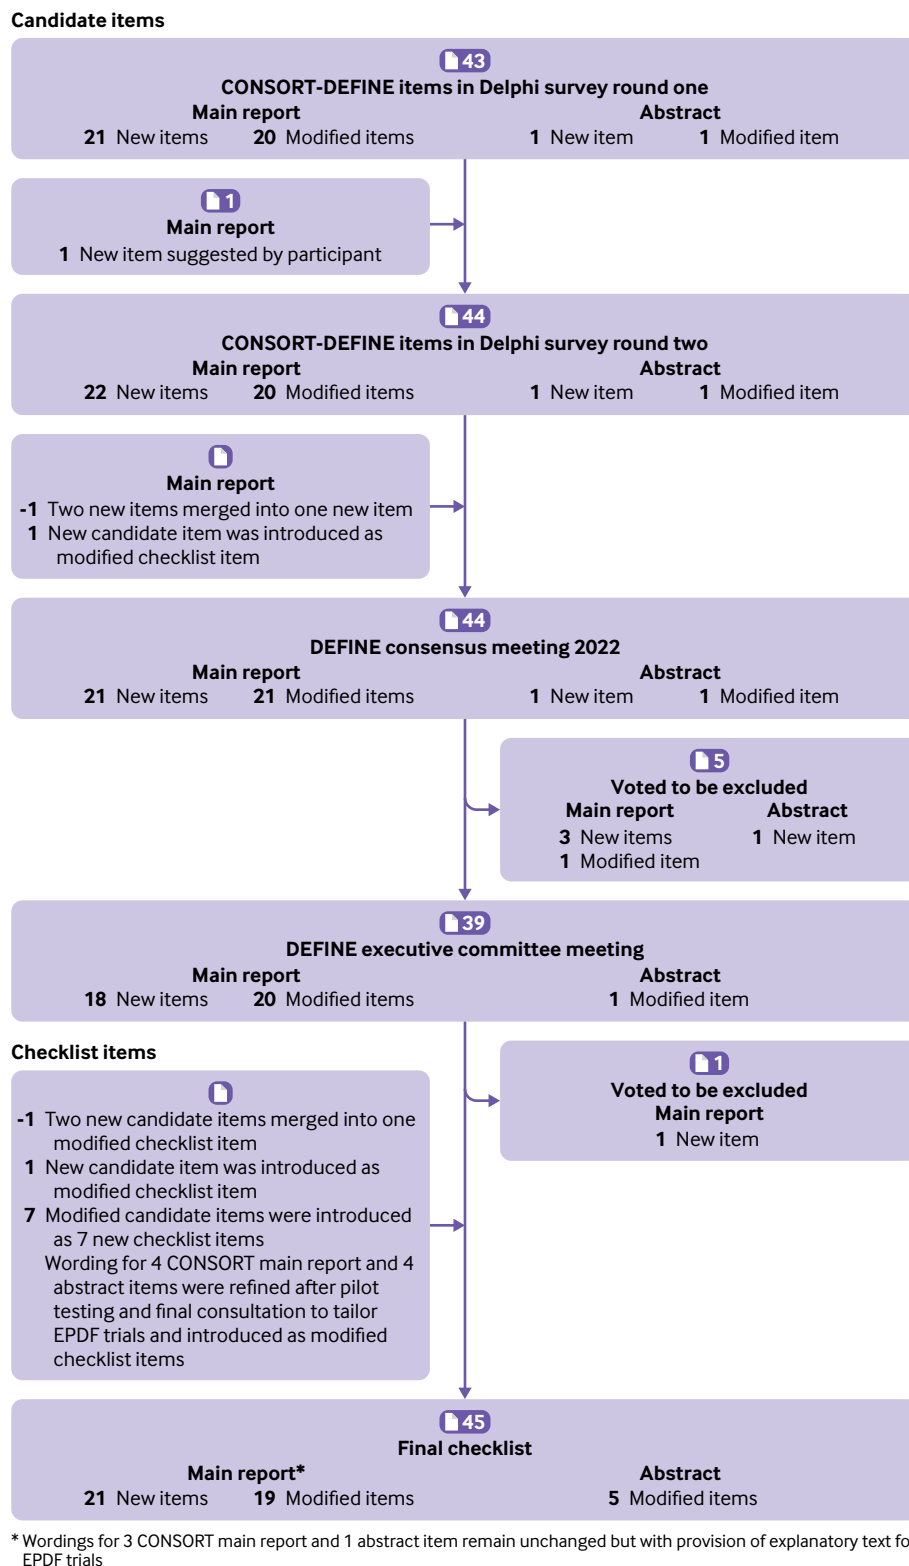 Candidate items
43
CONSORT-DEFINE items in Delphi survey round one
Main report Abstract
21 New items 20 Modified items 1 New item 1 Modified item
1
Main report
1 New item suggested by participant
44
CONSORT-DEFINE items in Delphi survey round two
Main report Abstract
22 New items 20 Modified items 1 New item 1 Modified item
Main report
-1 Two new items merged into one new item
1 New candidate item was introduced as
modified checklist item
44
DEFINE consensus meeting 2022
Main report Abstract
21 New items 21 Modified items 1 New item 1 Modified item
5
Voted to be excluded
Main report Abstract
3 New items 1 New item
1 Modified item
39
DEFINE executive committee meeting
Main report Abstract
18 New items 20 Modified items 1 Modified item
Checklist items
-1 Two new candidate items merged into one
modified checklist item
1 New candidate item was introduced as
modified checklist item
7 Modified candidate items were introduced
as 7 new checklist items
Wording for 4 CONSORT main report and 4
abstract items were refined after pilot
testing and final consultation to tailor
EPDF trials and introduced as modified
checklist items
1
Voted to be excluded
Main report
1 New item
45
Final checklist
Main report* Abstract
21 New items 19 Modified items 5 Modified items
* Wordings for 3 CONSORT main report and 1 abstract item remain unchanged but with provision of explanatory text fo
EPDF trials